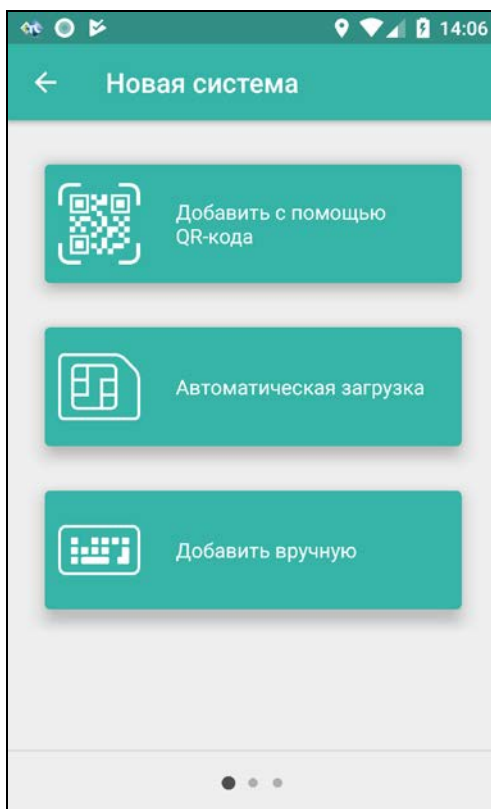 14:06
Новая система
Добавить с помощью
QR-кода
Автоматическая загрузка
Добавить вручную